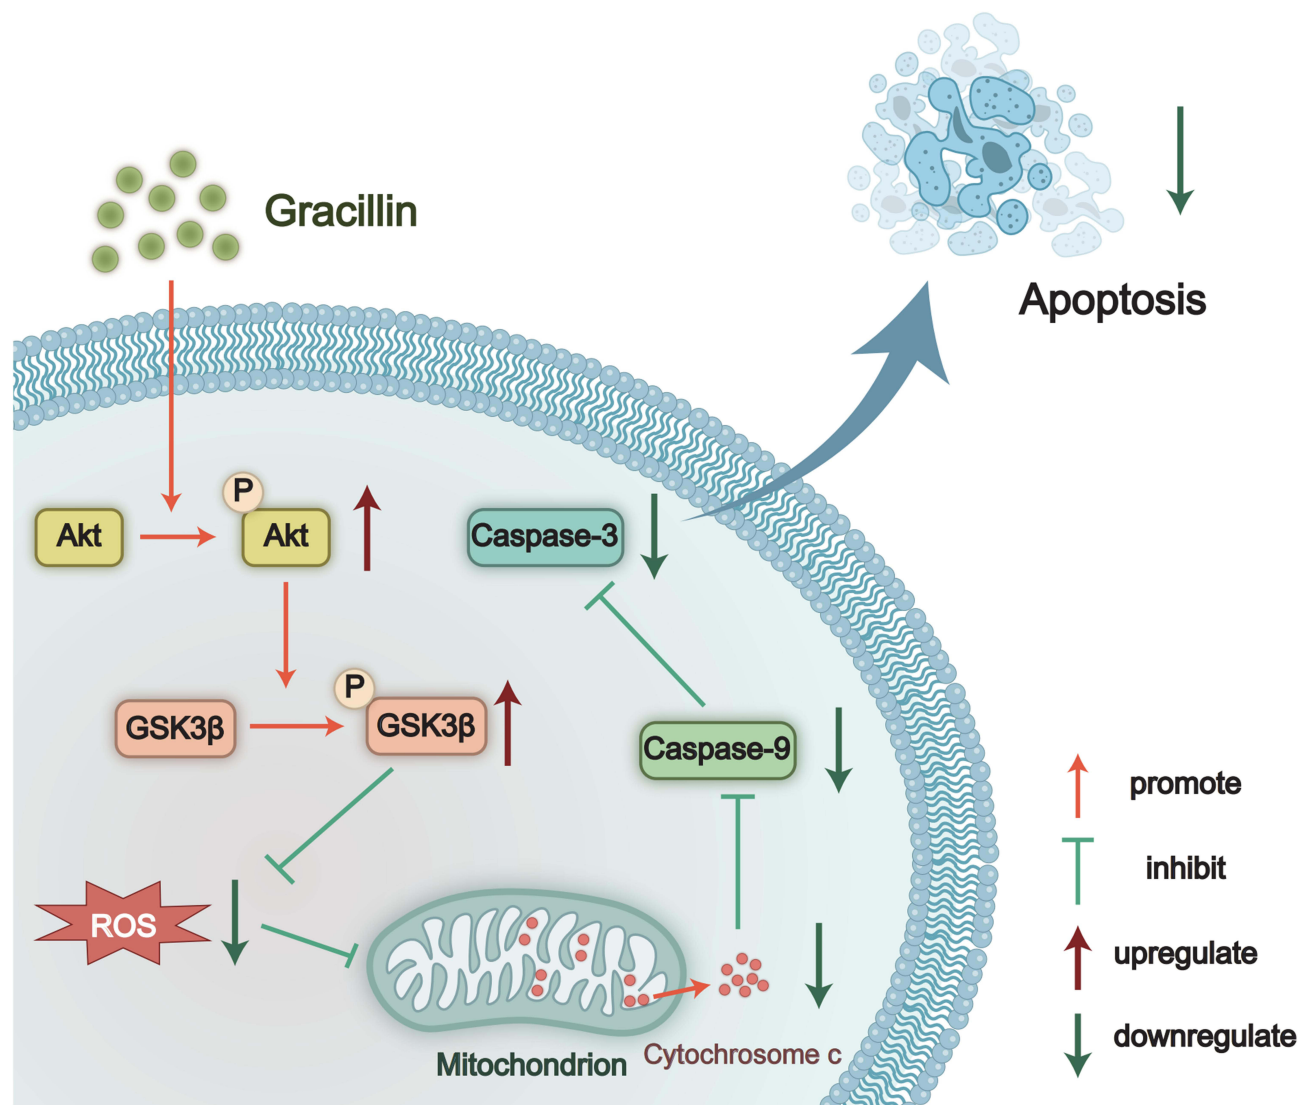 Gracillin
Apoptosis
P
Akt
Akt
Caspase-3
P
GSK3β
GSK3β
Caspase-9
ROS
Mitochondrion
Cytochrosome c
promote
inhibit
upregulate
downregulate